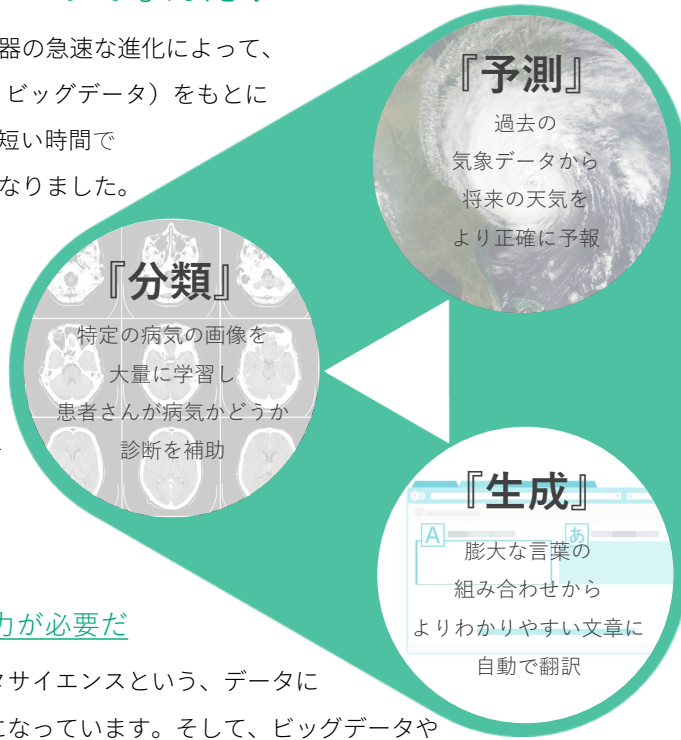 器の急速な進化によって、
ビッグデータ）をもとに
短い時間で
なりました。
『予測』
過去の
気象データから
将来の天気を
より正確に予報
『分類』
特定の病気の画像を
大量に学習し
患者さんが病気かどうか
診断を補助
『生成』
A
あ
膨大な言葉の
組み合わせから
よりわかりやすい文章に
自動で翻訳
力が必要だ
サイエンスという、データに
になっています。そして、ビッグデータや